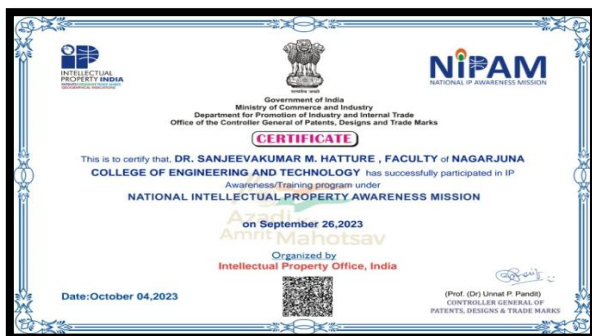 INTELLECTUAL
PROPERTY INDIA
NiPAM
NATIONAL IP AWARENESS MISSION
Government of India
Ministry of Commerce and Industry
Department for Promotion of Industry and Internal Trade
Office of the Controller General of Patents, Designs and Trade Marks
CERTIFICATE
This is to certify that, DR. SANJEEVAKUMAR M. HATTURE , FACULTY of NAGARJUNA
COLLEGE OF ENGINEERING AND TECHNOLOGY has successfully participated in IP
Awareness/Training program under
NATIONAL INTELLECTUAL PROPERTY AWARENESS MISSION
Azadi Ka
on September 26,2023
Amrit Mahotsav
Organized by
Intellectual Property Office, India
Date:October 04,2023
(Prof. (Dr) Unnat P. Pandit)
CONTROLLER GENERAL OF
PATENTS, DESIGNS & TRADE MARKS